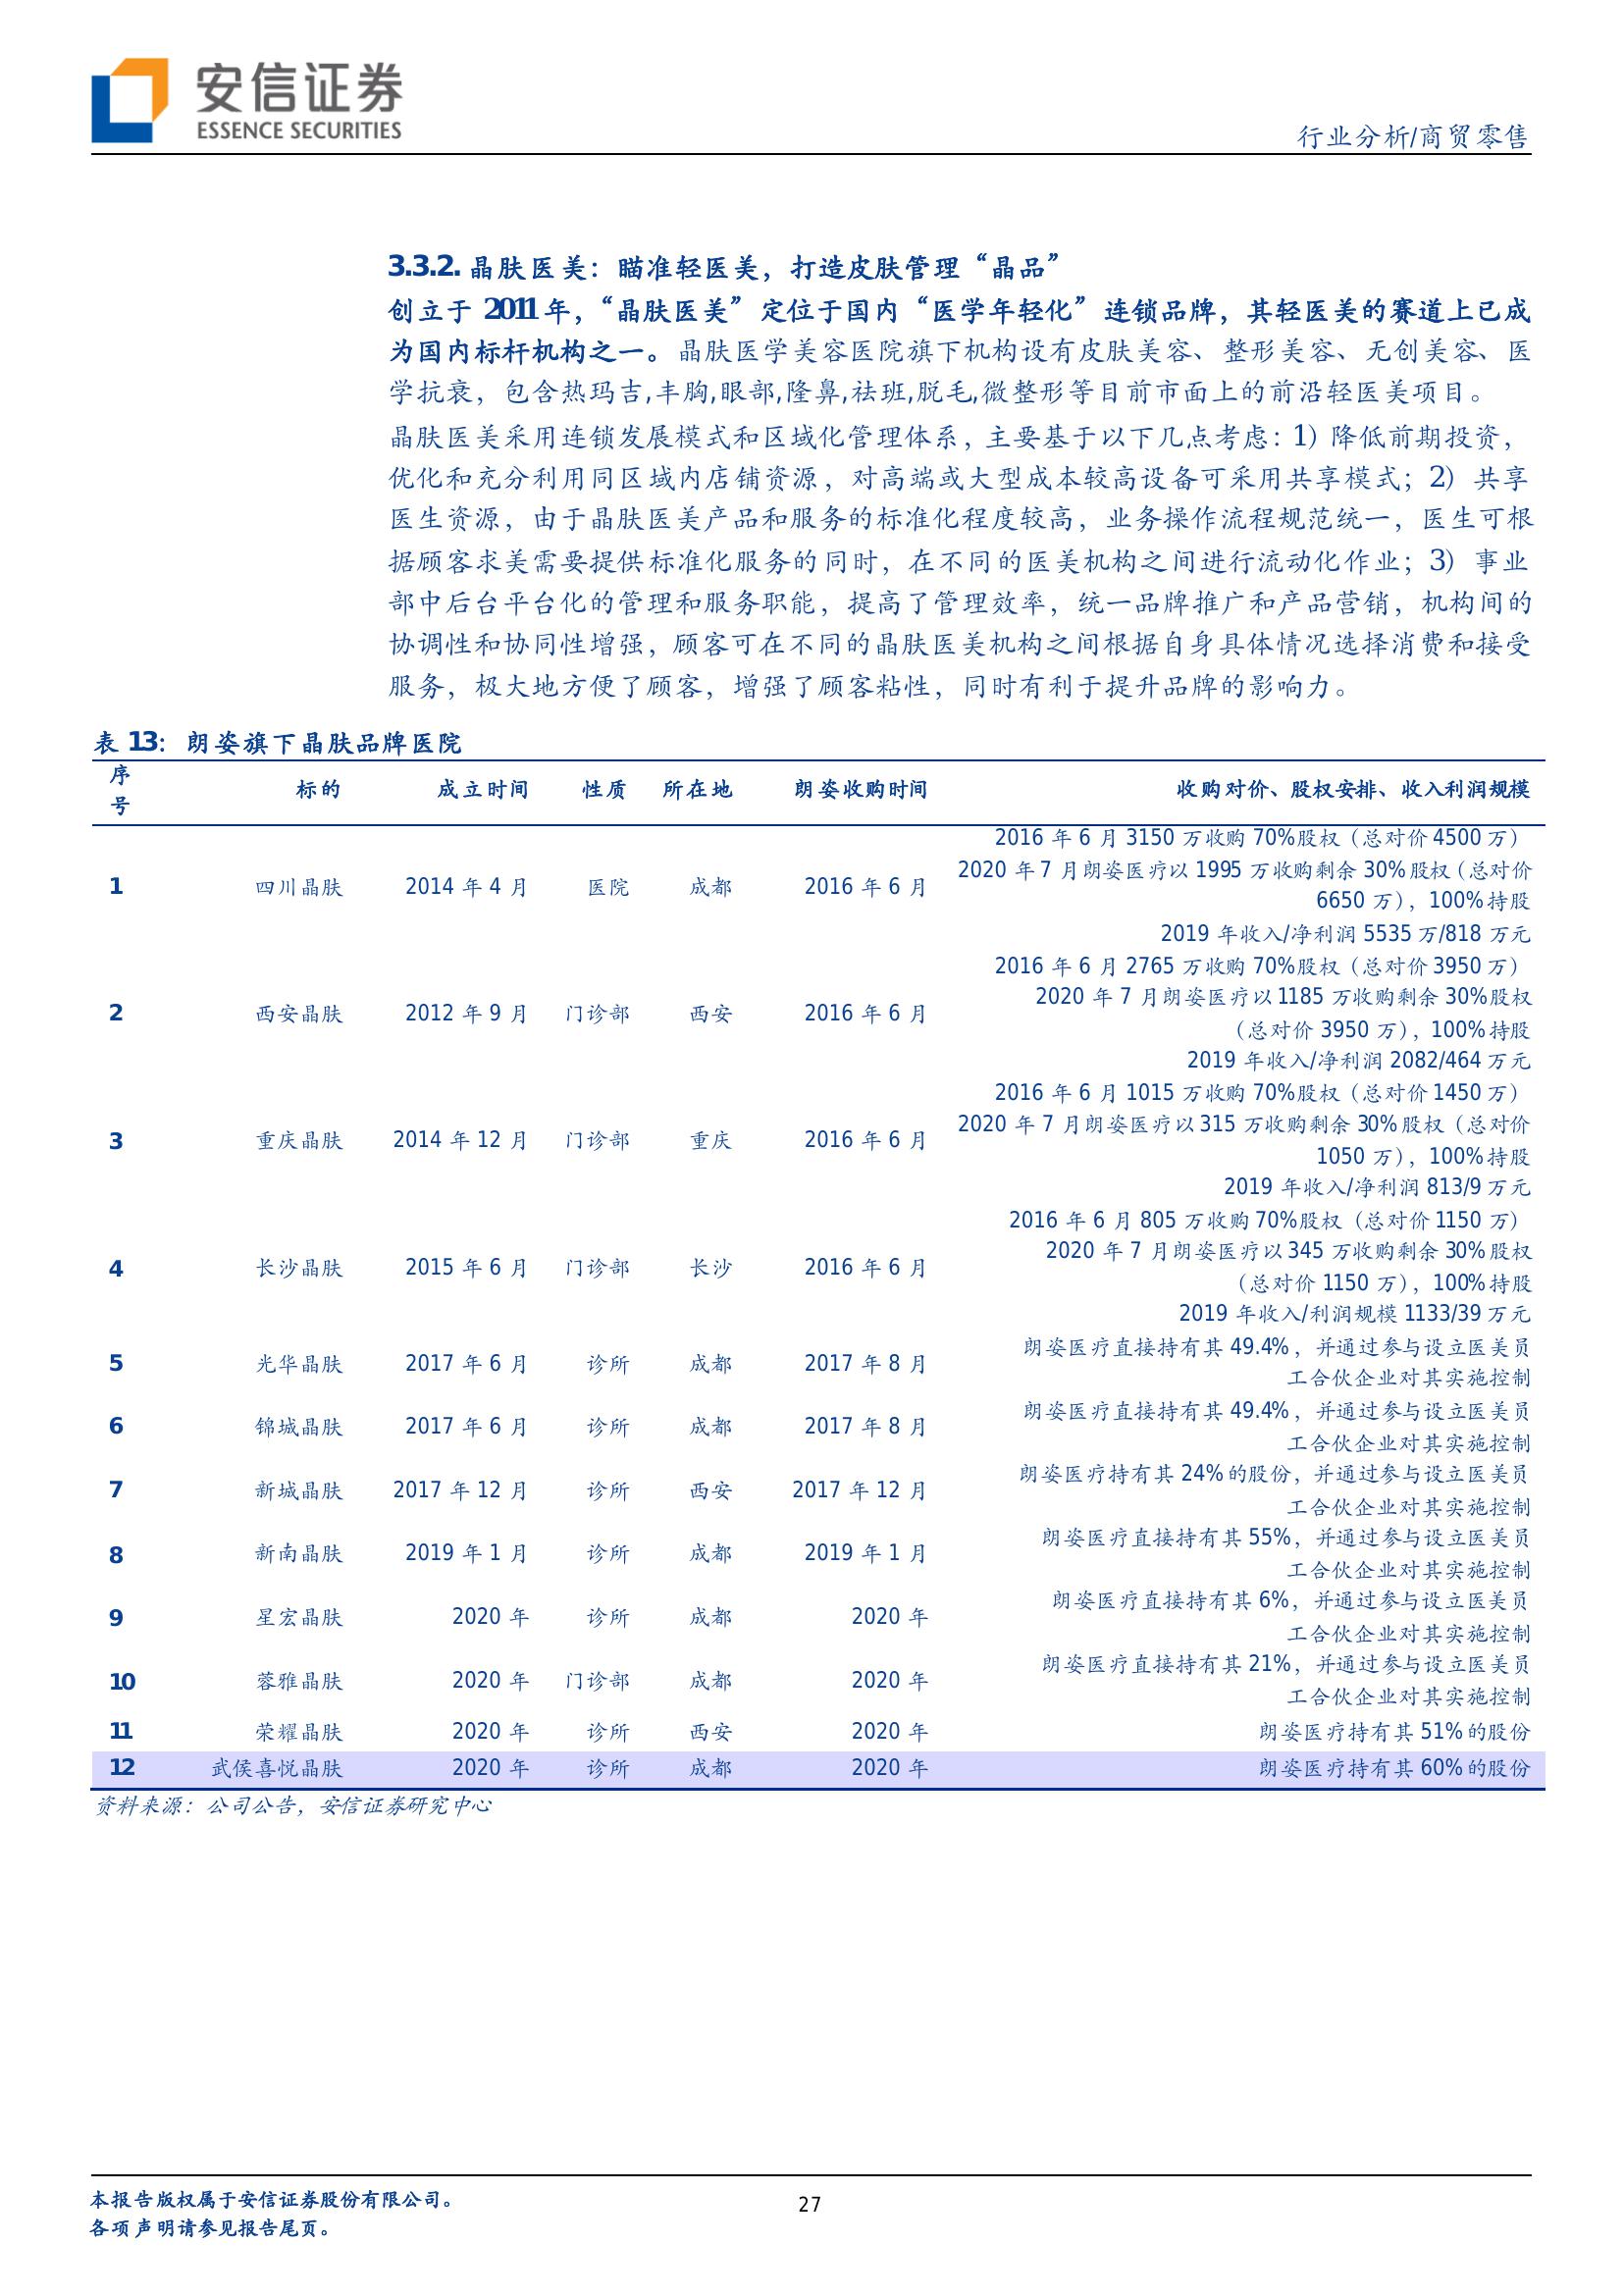 安信证券
ESSENCE SECURITIES
行业分析/商贸零售
3.3.2. 晶肤医美：瞄准轻医美，打造皮肤管理“晶品”
创立于 2011 年，“晶肤医美”定位于国内“医学年轻化”连锁品牌，其轻医美的赛道上已成
为国内标杆机构之一。晶肤医学美容医院旗下机构设有皮肤美容、整形美容、无创美容、医
学抗衰，包含热玛吉,丰胸,眼部,隆鼻,祛班,脱毛,微整形等目前市面上的前沿轻医美项目。
晶肤医美采用连锁发展模式和区域化管理体系，主要基于以下几点考虑：1）降低前期投资，
优化和充分利用同区域内店铺资源，对高端或大型成本较高设备可采用共享模式；2）共享
医生资源，由于晶肤医美产品和服务的标准化程度较高，业务操作流程规范统一，医生可根
据顾客求美需要提供标准化服务的同时，在不同的医美机构之间进行流动化作业；3）事业
部中后台平台化的管理和服务职能，提高了管理效率，统一品牌推广和产品营销，机构间的
协调性和协同性增强，顾客可在不同的晶肤医美机构之间根据自身具体情况选择消费和接受
服务，极大地方便了顾客，增强了顾客粘性，同时有利于提升品牌的影响力。
表 13：朗姿旗下晶肤品牌医院
序
号 标的 成立时间 性质 所在地 朗姿收购时间 收购对价、股权安排、收入利润规模
2016 年 6 月 3150 万收购 70%股权（总对价 4500 万）
1 四川晶肤 2014 年 4 月 医院 成都 2016 年 6 月 2020 年 7 月朗姿医疗以 1995 万收购剩余 30%股权（总对价
6650 万），100%持股
2019 年收入/净利润 5535 万/818 万元
2016 年 6 月 2765 万收购 70%股权（总对价 3950 万）
2 西安晶肤 2012 年 9 月 门诊部 西安 2016 年 6 月 2020 年 7 月朗姿医疗以 1185 万收购剩余 30%股权
（总对价 3950 万），100%持股
2019 年收入/净利润 2082/464 万元
2016 年 6 月 1015 万收购 70%股权（总对价 1450 万）
3 重庆晶肤 2014 年 12 月 门诊部 重庆 2016 年 6 月 2020 年 7 月朗姿医疗以 315 万收购剩余 30%股权（总对价
1050 万），100%持股
2019 年收入/净利润 813/9 万元
2016 年 6 月 805 万收购 70%股权（总对价 1150 万）
4 长沙晶肤 2015 年 6 月 门诊部 长沙 2016 年 6 月 2020 年 7 月朗姿医疗以 345 万收购剩余 30%股权
（总对价 1150 万），100%持股
2019 年收入/利润规模 1133/39 万元
5 光华晶肤 2017 年 6 月 诊所 成都 2017 年 8 月 朗姿医疗直接持有其 49.4%，并通过参与设立医美员
工合伙企业对其实施控制
6 锦城晶肤 2017 年 6 月 诊所 成都 2017 年 8 月 朗姿医疗直接持有其 49.4%，并通过参与设立医美员
工合伙企业对其实施控制
7 新城晶肤 2017 年 12 月 诊所 西安 2017 年 12 月 朗姿医疗持有其 24%的股份，并通过参与设立医美员
工合伙企业对其实施控制
8 新南晶肤 2019 年 1 月 诊所 成都 2019 年 1 月 朗姿医疗直接持有其 55%，并通过参与设立医美员
工合伙企业对其实施控制
9 星宏晶肤 2020 年 诊所 成都 2020 年 朗姿医疗直接持有其 6%，并通过参与设立医美员
工合伙企业对其实施控制
10 蓉雅晶肤 2020 年 门诊部 成都 2020 年 朗姿医疗直接持有其 21%，并通过参与设立医美员
工合伙企业对其实施控制
11 荣耀晶肤 2020 年 诊所 西安 2020 年 朗姿医疗持有其 51%的股份
12 武侯喜悦晶肤 2020 年 诊所 成都 2020 年 朗姿医疗持有其 60%的股份
资料来源：公司公告，安信证券研究中心
本报告版权属于安信证券股份有限公司。
各项声明请参见报告尾页。
27